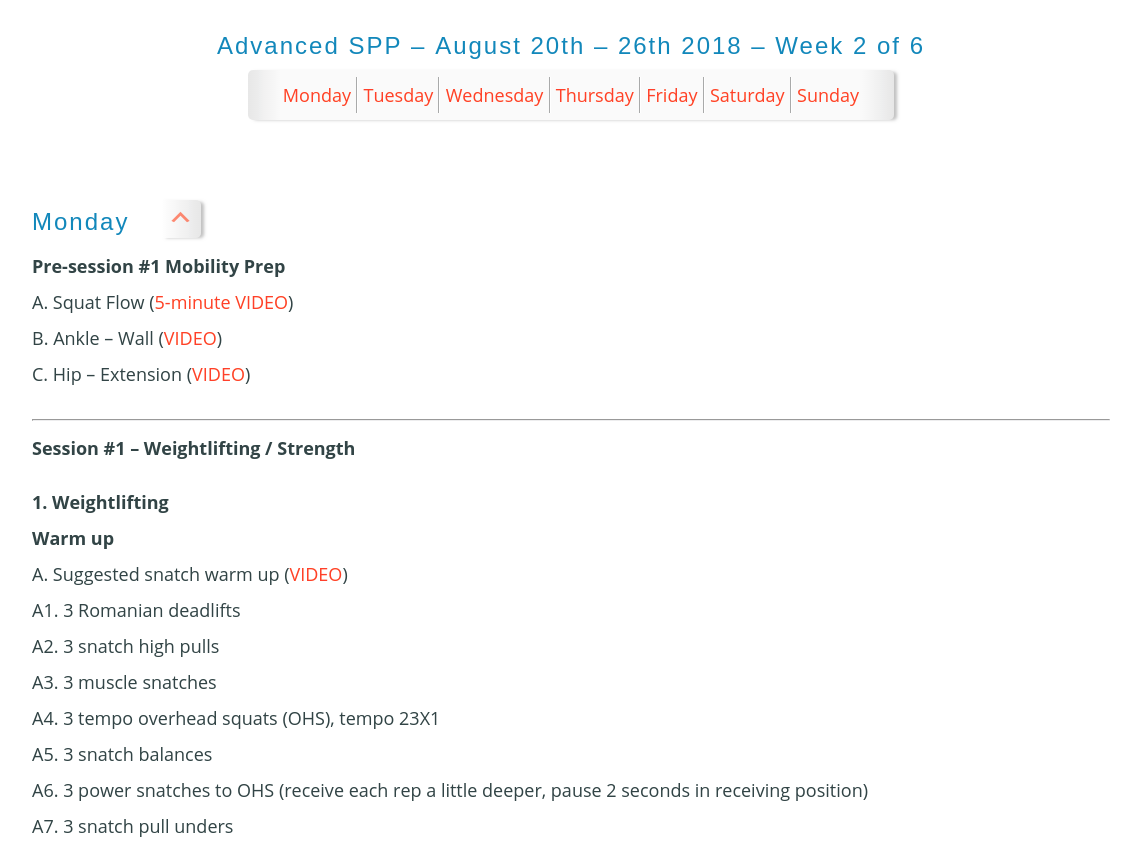 Advanced SPP – August 20th – 26th 2018 – Week 2 of 6
Monday Tuesday Wednesday Thursday Friday Saturday Sunday
Monday
Pre-session #1 Mobility Prep
A. Squat Flow (5-minute VIDEO)
B. Ankle – Wall (VIDEO)
C. Hip – Extension (VIDEO)
Session #1 – Weightlifting / Strength
1. Weightlifting
Warm up
A. Suggested snatch warm up (VIDEO)
A1. 3 Romanian deadlifts
A2. 3 snatch high pulls
A3. 3 muscle snatches
A4. 3 tempo overhead squats (OHS), tempo 23X1
A5. 3 snatch balances
A6. 3 power snatches to OHS (receive each rep a little deeper, pause 2 seconds in receiving position)
A7. 3 snatch pull unders